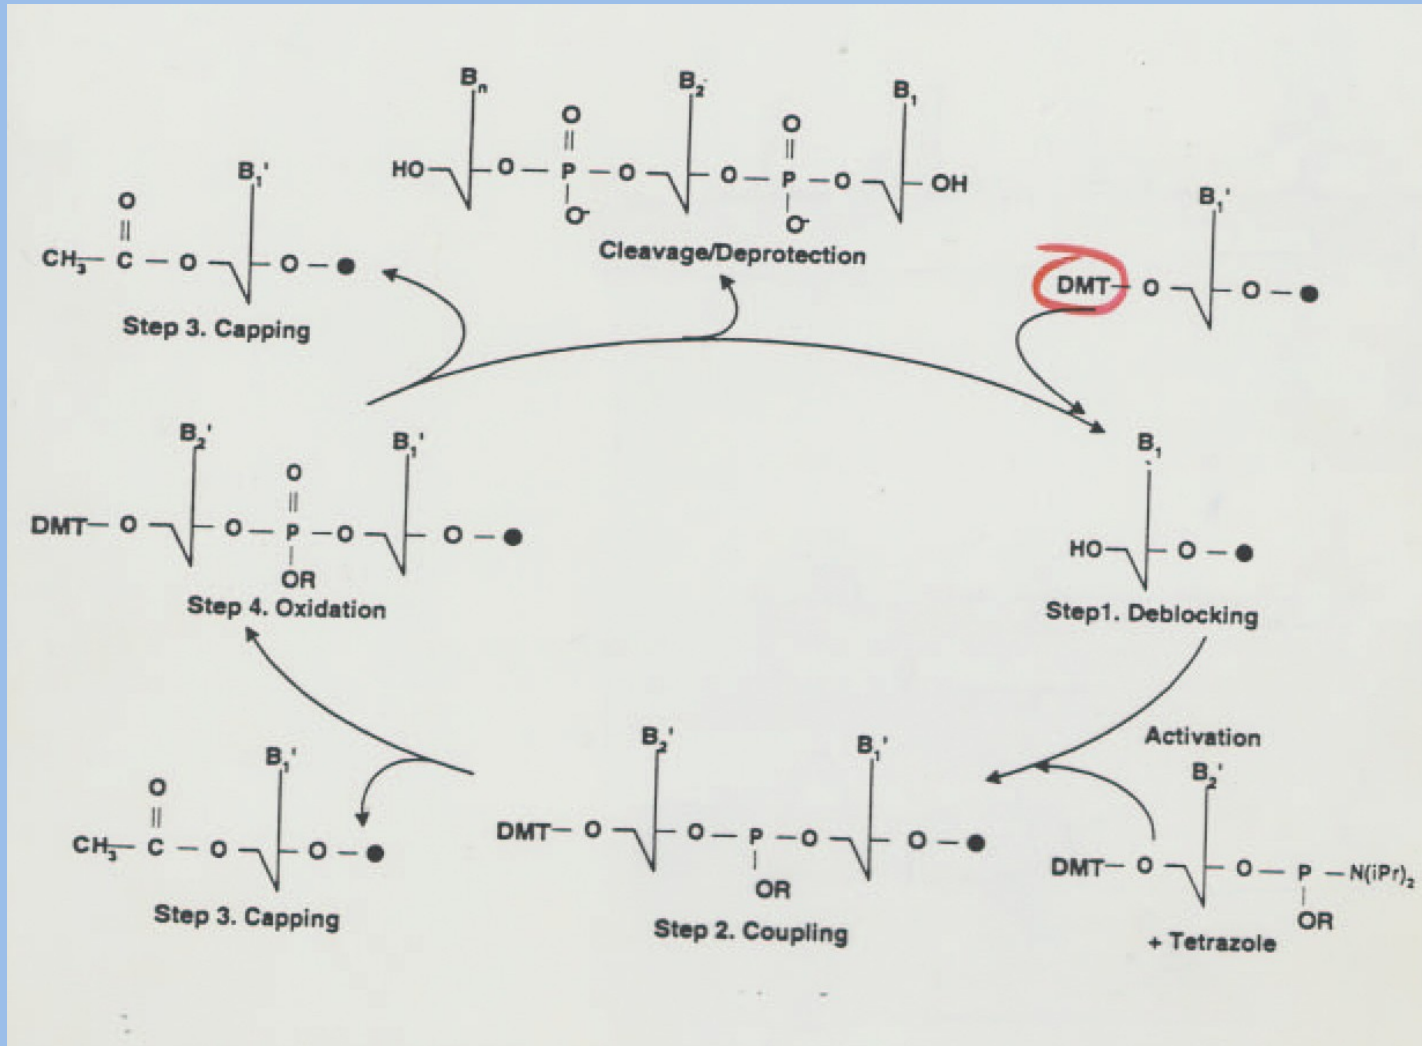 Bn
B2
B1
O
||
O
||
HO
O — P — O
O — P — O
OH
O-
O-
Cleavage/Deprotection
B1'
O
||
CH3— C — O
O —
Step 3. Capping
B1'
DMT— O
O —
B2'
B1'
O
||
DMT— O
O — P — O
O —
OR
Step 4. Oxidation
B1
HO
O —
Step1. Deblocking
Activation
B1'
O
||
CH3— C — O
O —
Step 3. Capping
B2'
B1'
DMT— O
O — P — O
O —
OR
Step 2. Coupling
B2'
DMT— O
O — P — N(iPr)2
OR
+ Tetrazole